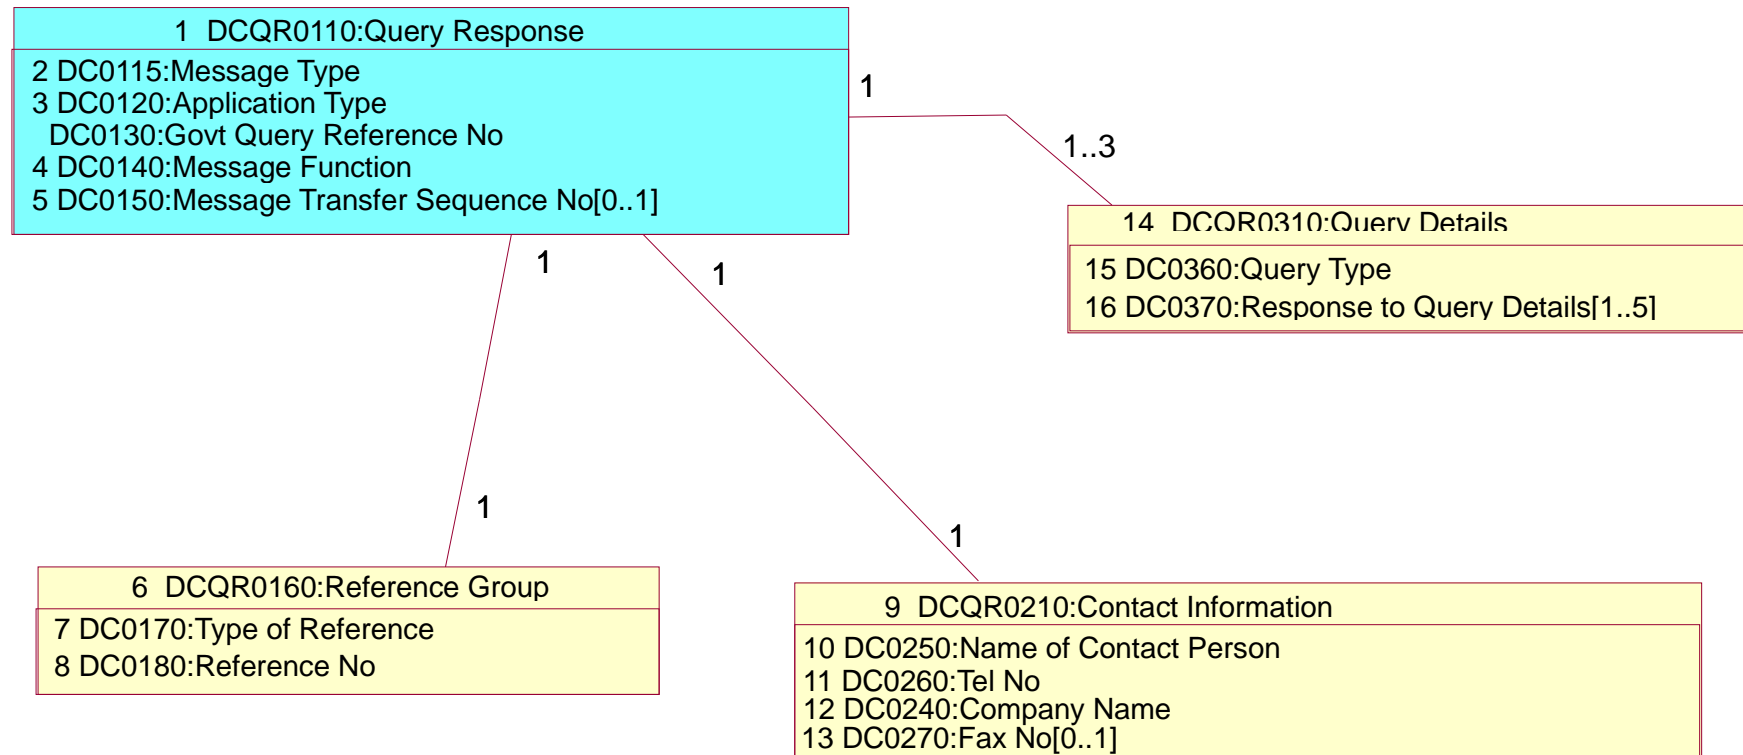 1 DCQR0110:Query Response
2 DC0115:Message Type
3 DC0120:Application Type
DC0130:Govt Query Reference No
4 DC0140:Message Function
5 DC0150:Message Transfer Sequence No[0..1]
1
1..3
14 DCQR0310:Query Details
15 DC0360:Query Type
16 DC0370:Response to Query Details[1..5]
1
1
1
1
6 DCQR0160:Reference Group
7 DC0170:Type of Reference
8 DC0180:Reference No
9 DCQR0210:Contact Information
10 DC0250:Name of Contact Person
11 DC0260:Tel No
12 DC0240:Company Name
13 DC0270:Fax No[0..1]